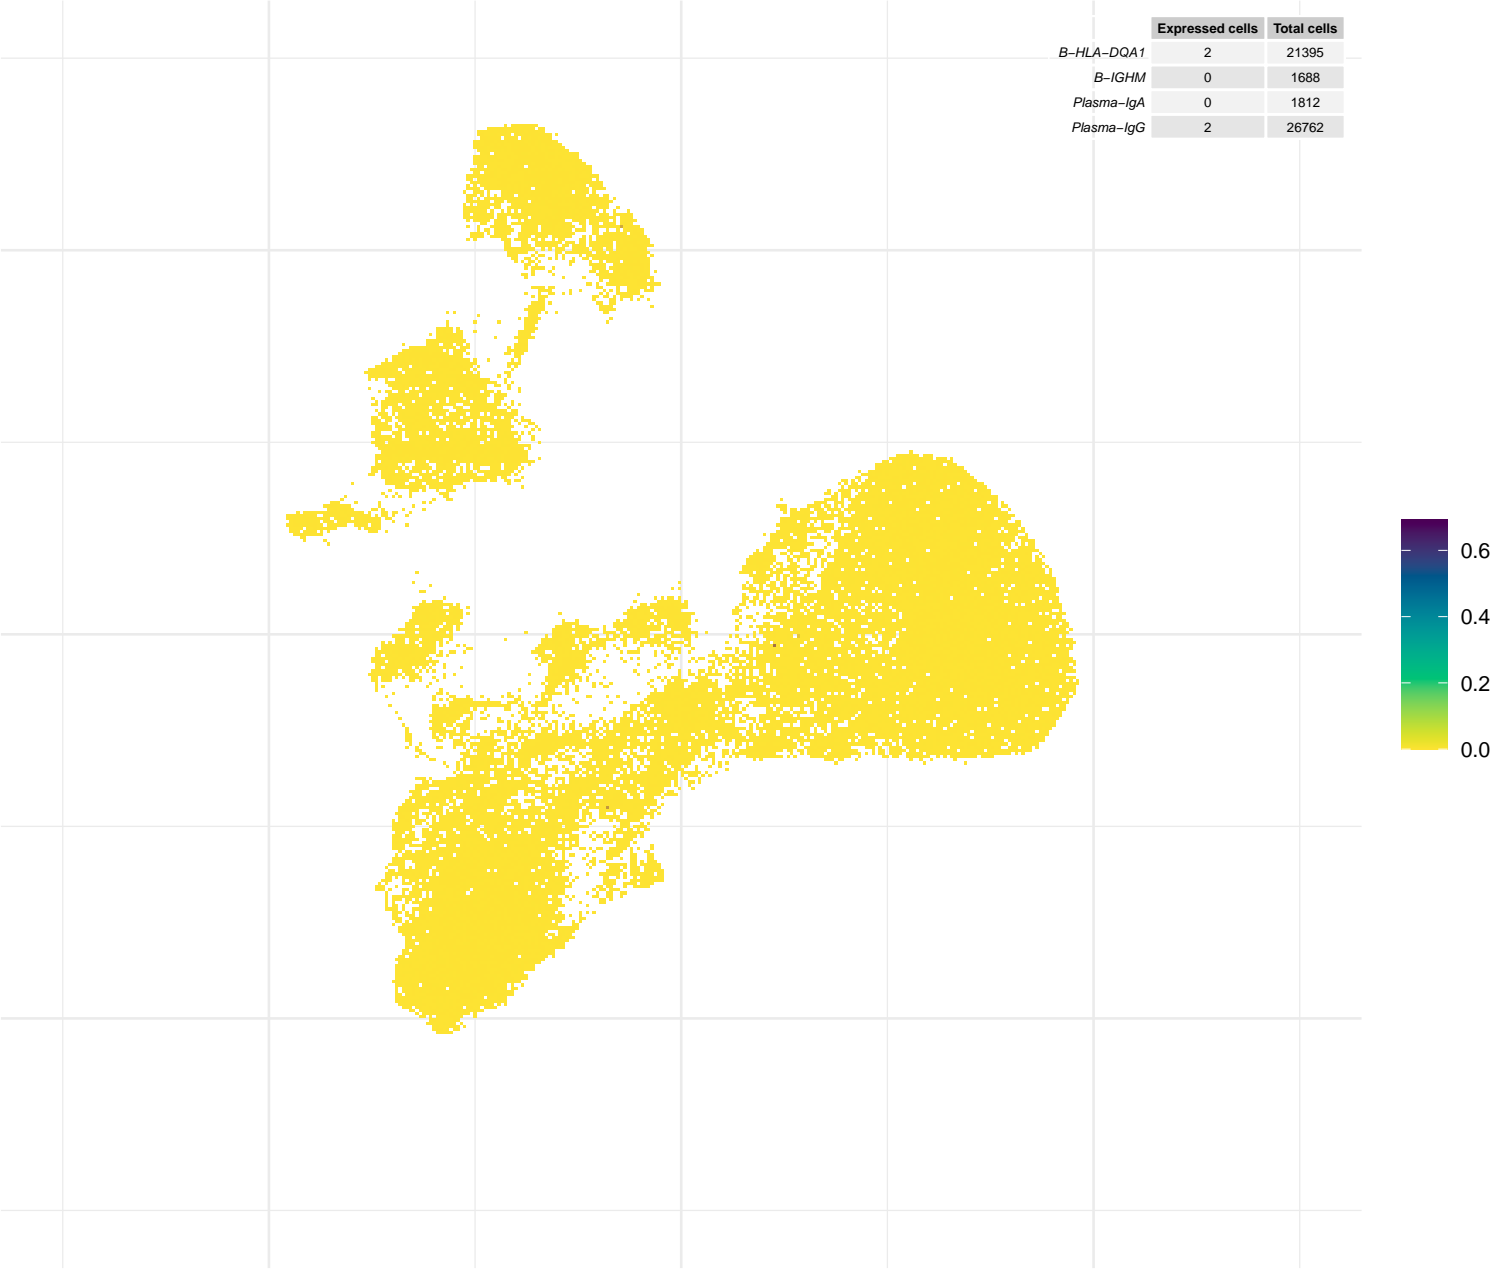 Expressed cells Total cells
B−HLA−DQA1 2 21395
B−IGHM 0 1688
Plasma−IgA 0 1812
Plasma−IgG 2 26762
0.6
0.4
0.2
0.0